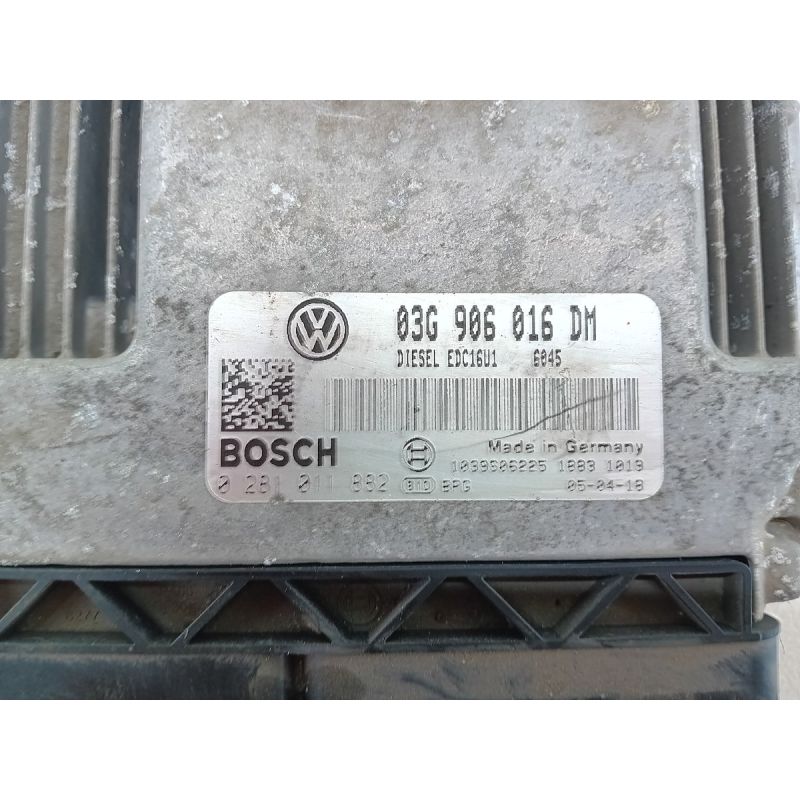 03G 906 016 DM
DIESEL EDC16U1 6045
BOSCH
Made in Germany
1039S06225 1883 1013
0 281 011 882 BPG 05-04-18